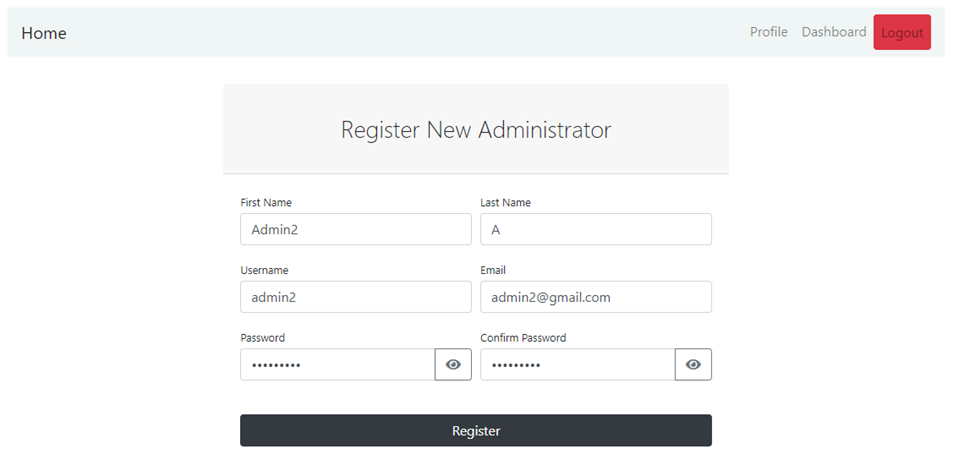 Home Profile Dashboard Logout
Register New Administrator
First Name Last Name
Admin2 A
Username Email
admin2 admin2@gmail.com
Password Confirm Password
••••••••• •••••••••
Register